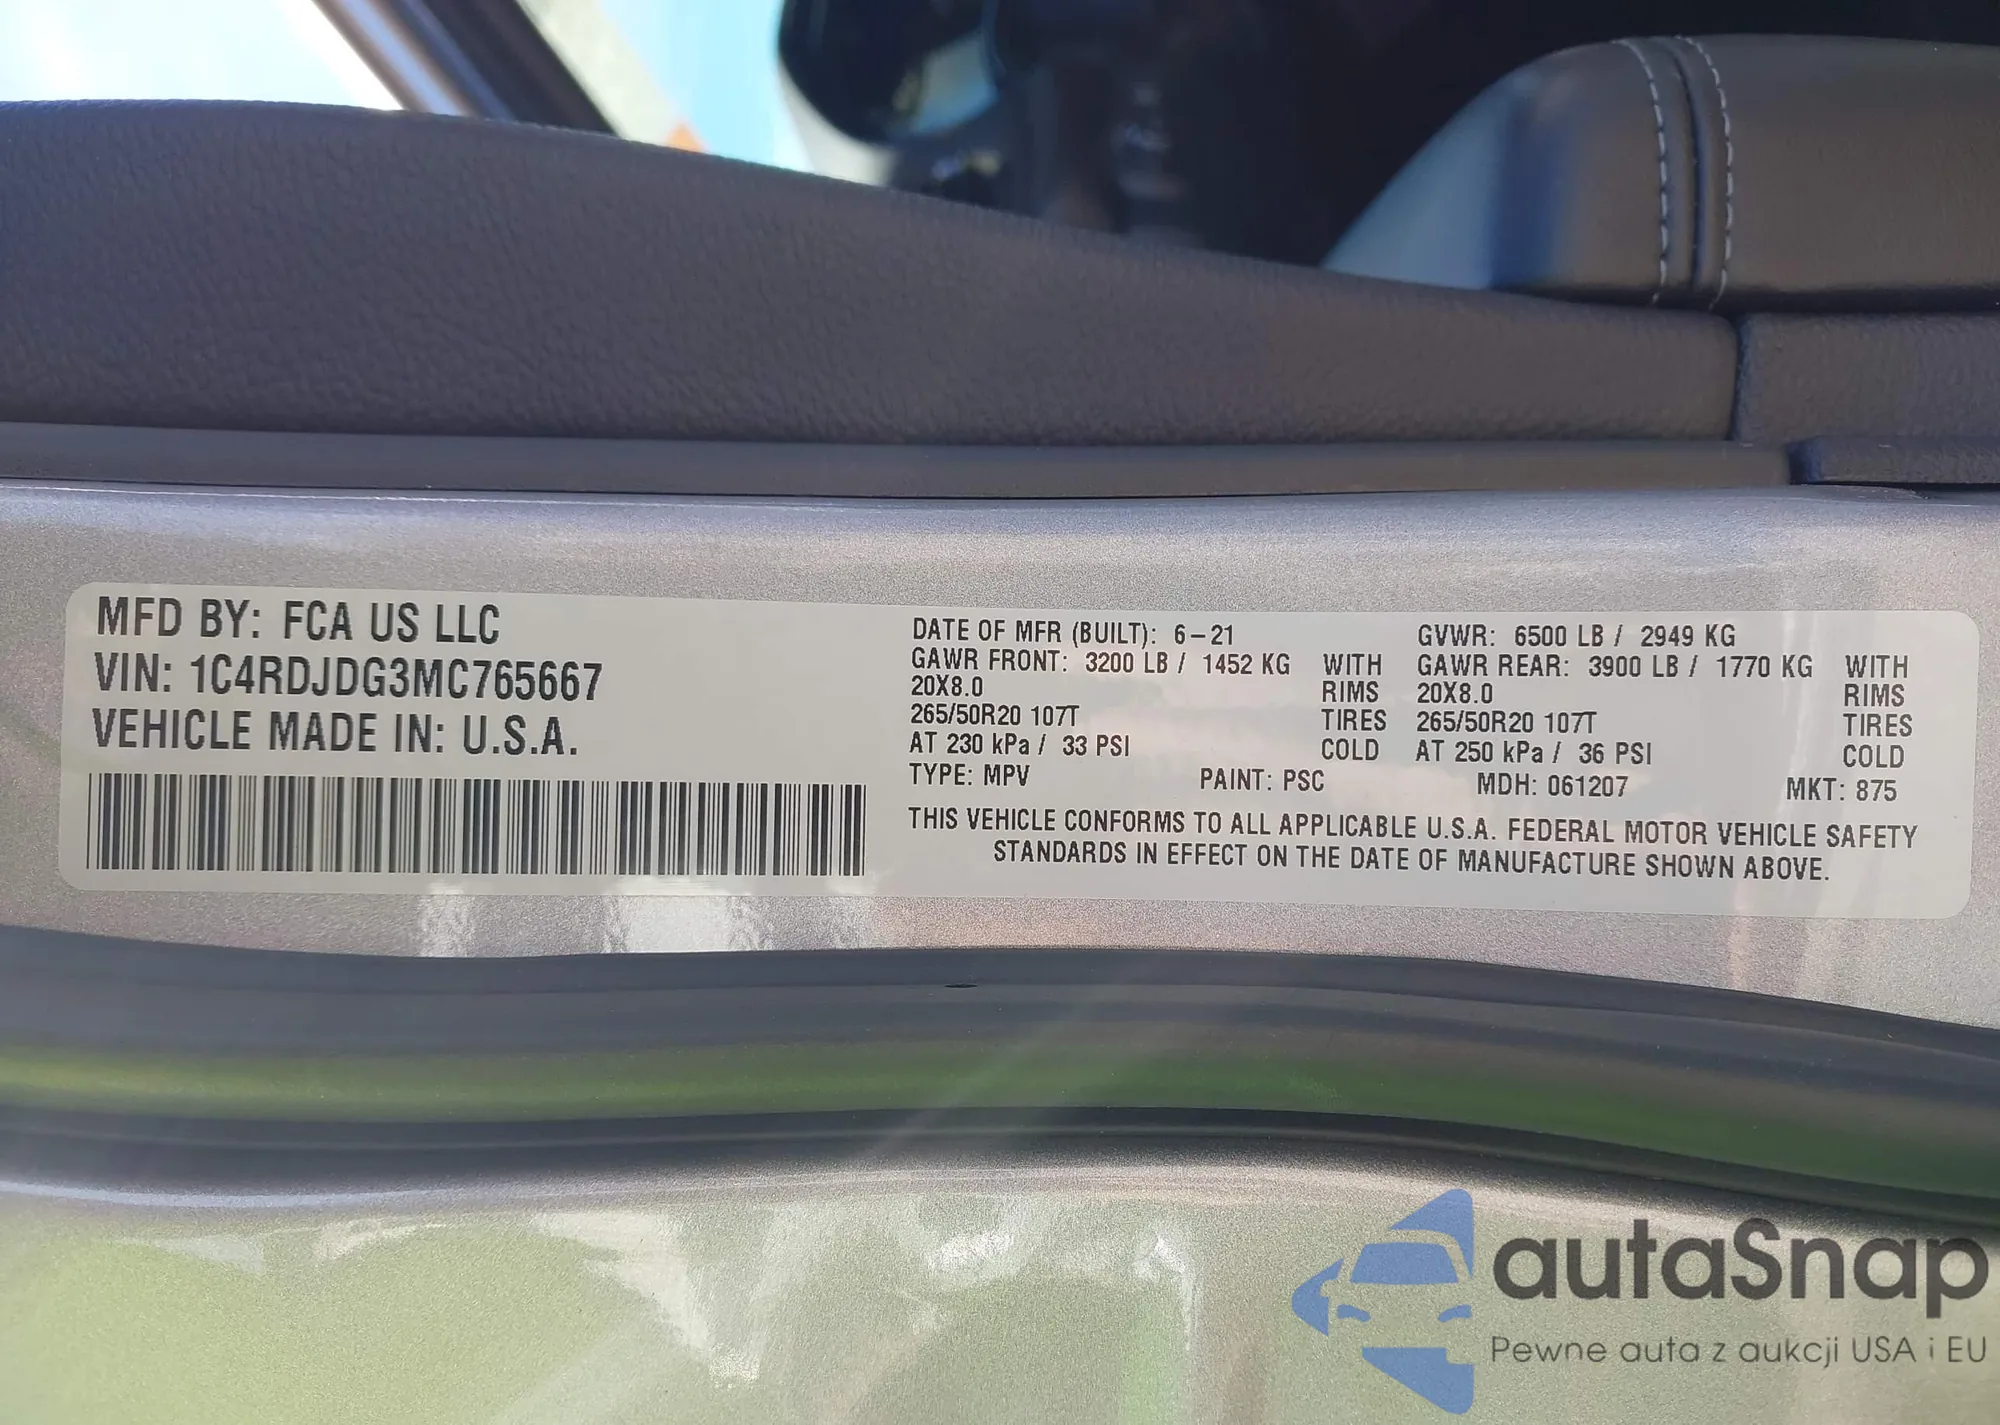 MFD BY: FCA US LLC
VIN: 1C4RDJDG3MC765667
VEHICLE MADE IN: U.S.A.
DATE OF MFR (BUILT): 6-21
GAWR FRONT: 3200 LB / 1452 KG WITH
20X8.0 RIMS
265/50R20 107T TIRES
AT 230 kPa / 33 PSI COLD
GVWR: 6500 LB / 2949 KG
GAWR REAR: 3900 LB / 1770 KG WITH
20X8.0 RIMS
265/50R20 107T TIRES
AT 250 kPa / 36 PSI COLD
TYPE: MPV PAINT: PSC MDH: 061207 MKT: 875
THIS VEHICLE CONFORMS TO ALL APPLICABLE U.S.A. FEDERAL MOTOR VEHICLE SAFETY
STANDARDS IN EFFECT ON THE DATE OF MANUFACTURE SHOWN ABOVE.
autaSnap
Pewne auta z aukcji USA i EU